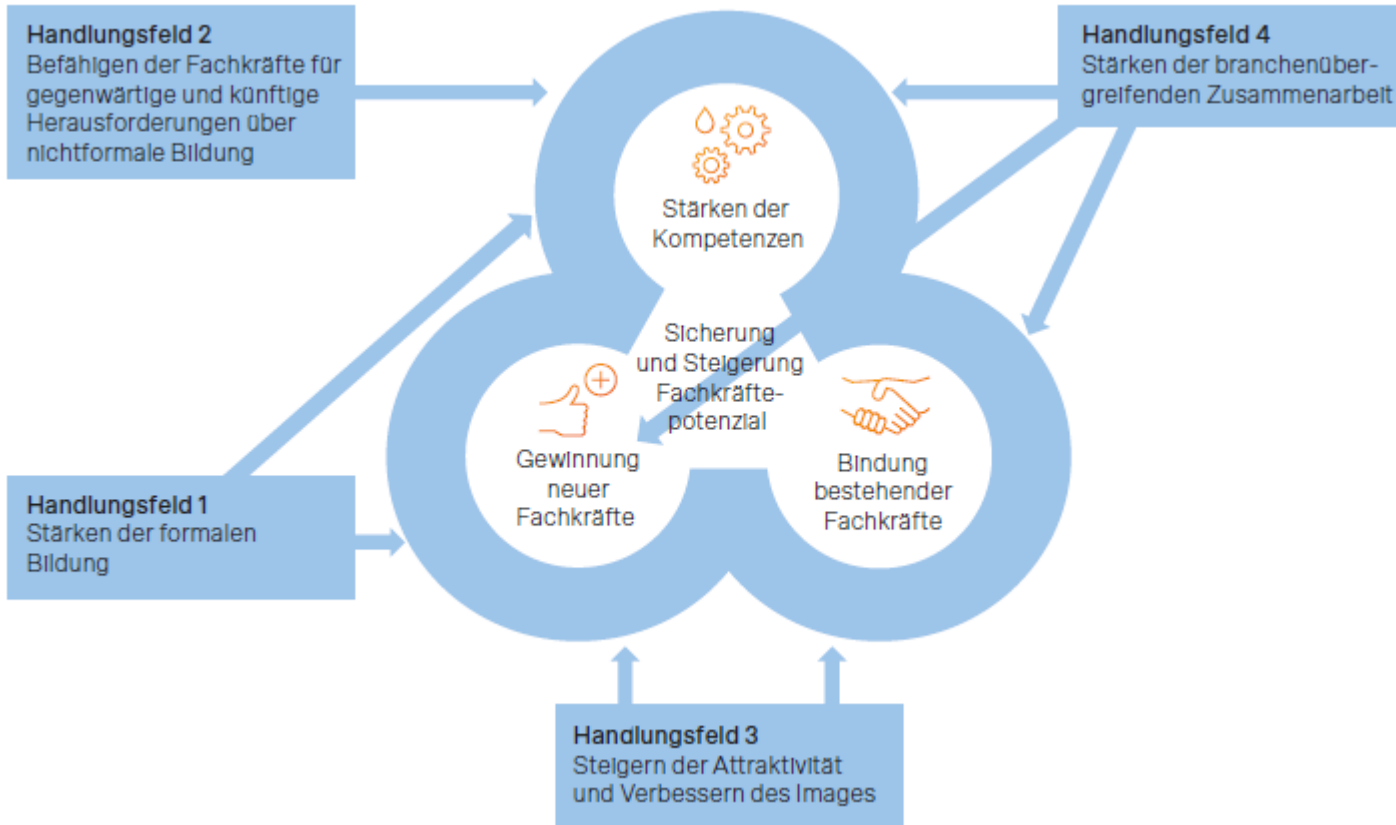 Handlungsfeld 2
Befähigen der Fachkräfte für
gegenwärtige und künftige
Herausforderungen über
nichtformale Bildung
Handlungsfeld 4
Stärken der branchenüber-
greifenden Zusammenarbeit
Stärken der
Kompetenzen
Sicherung
und Steigerung
Fachkräfte-
potenzial
Gewinnung
neuer
Fachkräfte
Bindung
bestehender
Fachkräfte
Handlungsfeld 1
Stärken der formalen
Bildung
Handlungsfeld 3
Steigern der Attraktivität
und Verbessern des Images